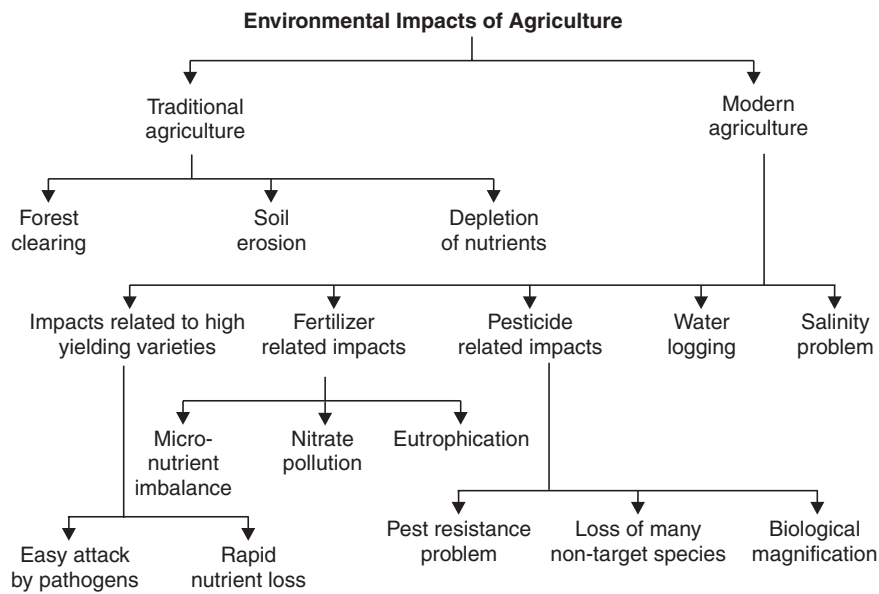 Environmental Impacts of Agriculture
Traditional
agriculture
Modern
agriculture
Forest
clearing
Soil
erosion
Depletion
of nutrients
Impacts related to high
yielding varieties
Fertilizer
related impacts
Pesticide
related impacts
Water
logging
Salinity
problem
Micro-
nutrient
imbalance
Nitrate
pollution
Eutrophication
Easy attack
by pathogens
Rapid
nutrient loss
Pest resistance
problem
Loss of many
non-target species
Biological
magnification